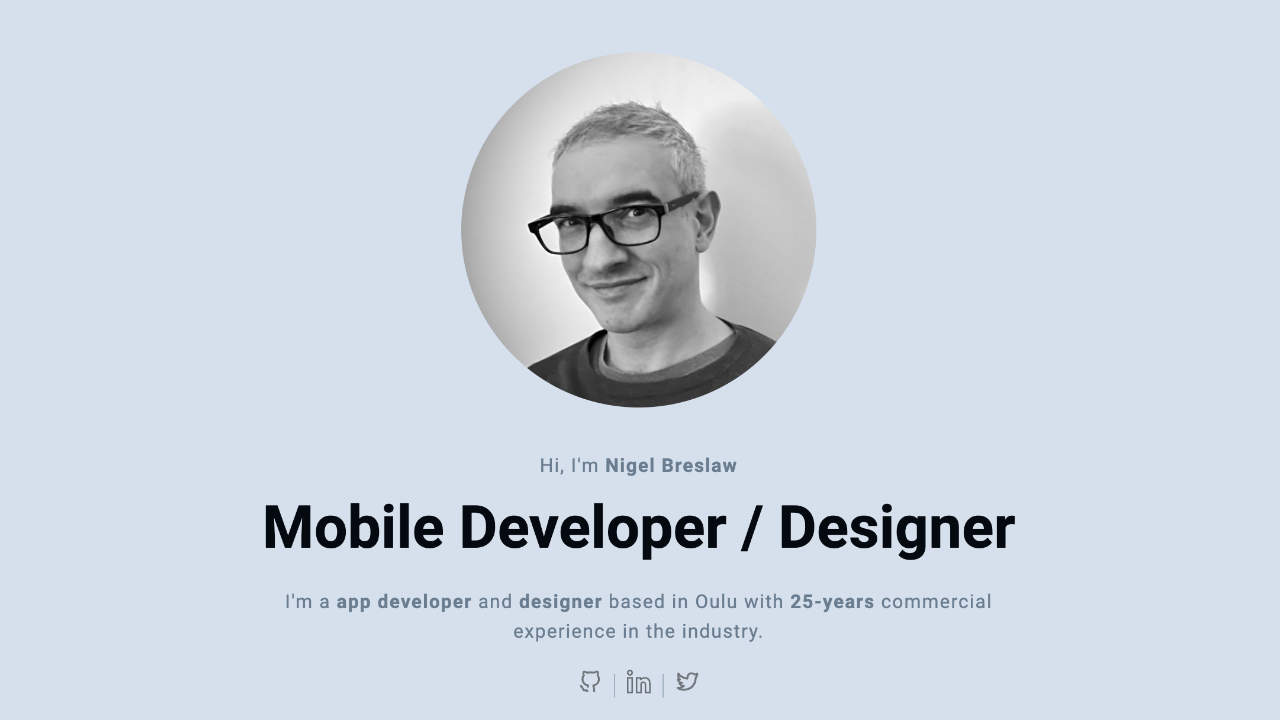 Hi, I'm Nigel Breslaw
Mobile Developer / Designer
I'm a app developer and designer based in Oulu with 25-years commercial
experience in the industry.